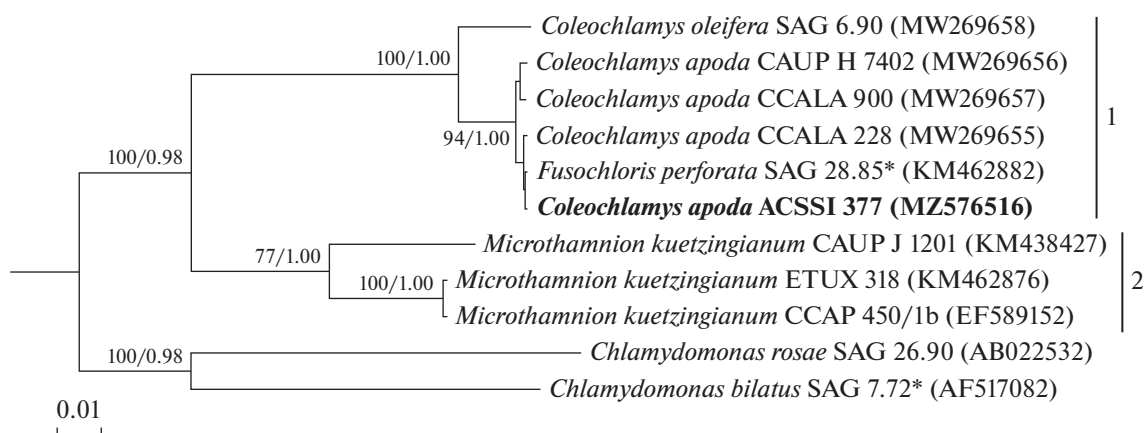 Coleochlamys oleifera SAG 6.90 (MW269658)
100/1.00
Coleochlamys apoda CAUP H 7402 (MW269656)
Coleochlamys apoda CCALA 900 (MW269657)
1
94/1.00
Coleochlamys apoda CCALA 228 (MW269655)
100/0.98
Fusochloris perforata SAG 28.85* (KM462882)
Coleochlamys apoda ACSSI 377 (MZ576516)
Microthamnion kuetzingianum CAUP J 1201 (KM438427)
77/1.00
100/1.00
Microthamnion kuetzingianum ETUX 318 (KM462876)
2
Microthamnion kuetzingianum CCAP 450/1b (EF589152)
100/0.98
Chlamydomonas rosae SAG 26.90 (AB022532)
Chlamydomonas bilatus SAG 7.72* (AF517082)
0.01